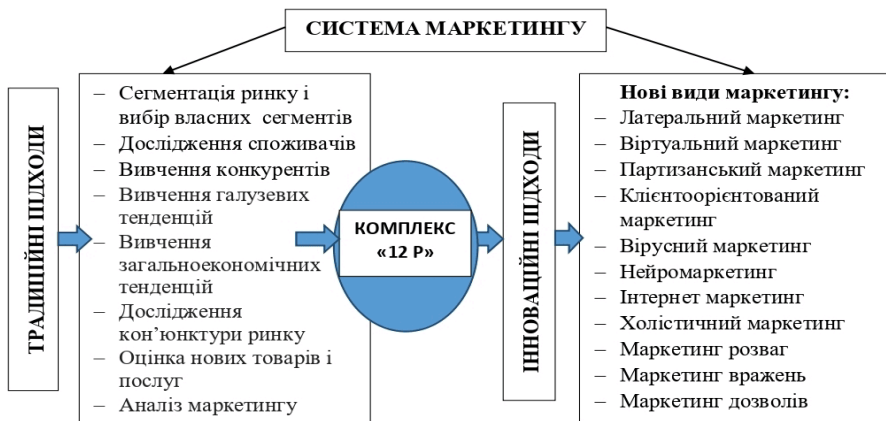 СИСТЕМА МАРКЕТИНГУ
ТРАДИЦІЙНІ ПІДХОДИ
– Сегментація ринку і
вибір власних сегментів
– Дослідження споживачів
– Вивчення конкурентів
– Вивчення галузевих
тенденцій
– Вивчення
загальноекономічних
тенденцій
– Дослідження
кон’юнктури ринку
– Оцінка нових товарів і
послуг
– Аналіз маркетингу
КОМПЛЕКС
«12 Р»
ІННОВАЦІЙНІ ПІДХОДИ
Нові види маркетингу:
– Латеральний маркетинг
– Віртуальний маркетинг
– Партизанський маркетинг
– Клієнтоорієнтований
маркетинг
– Вірусний маркетинг
– Нейромаркетинг
– Інтернет маркетинг
– Холістичний маркетинг
– Маркетинг розваг
– Маркетинг вражень
– Маркетинг дозволів